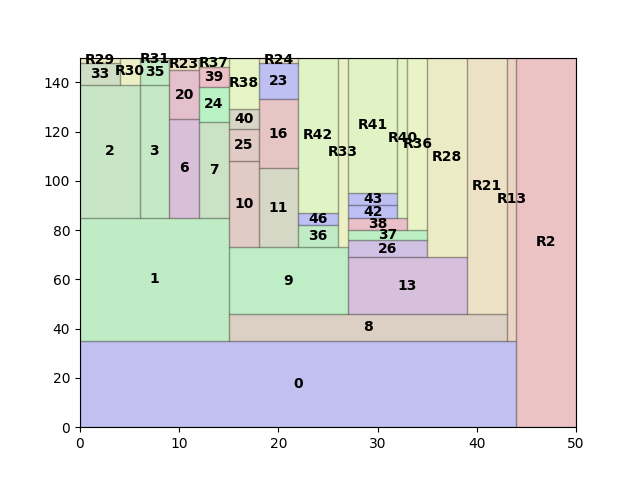 R29 R31 R23 R37 R24
140 33 R30 35 39 R38 23
20 24 40
120 16 R42 R41 R40 R36
2 3 25 R33 R28
100 6 7 10 11 43 R21 R13
80 46 42 38
36 37 26 R2
60 1 9 13
40 8
20 0
0
0 10 20 30 40 50